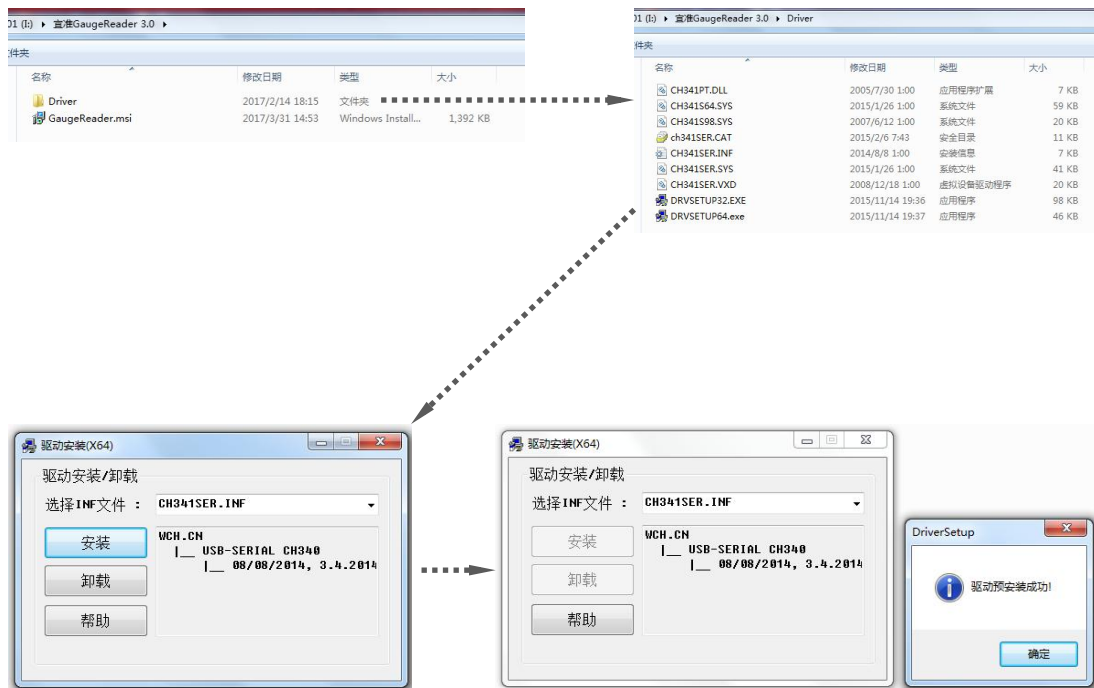 01 (I:) ▸ 宜准GaugeReader 3.0 ▸
文件夹
名称 修改日期 类型 大小
Driver 2017/2/14 18:15 文件夹
GaugeReader.msi 2017/3/31 14:53 Windows Install... 1,392 KB
01 (I:) ▸ 宜准GaugeReader 3.0 ▸ Driver
文件夹
名称 修改日期 类型 大小
CH341PT.DLL 2005/7/30 1:00 应用程序扩展 7 KB
CH341S64.SYS 2015/1/26 1:00 系统文件 59 KB
CH341S98.SYS 2007/6/12 1:00 系统文件 20 KB
ch341SER.CAT 2015/2/6 7:43 安全目录 11 KB
CH341SER.INF 2014/8/8 1:00 安装信息 7 KB
CH341SER.SYS 2015/1/26 1:00 系统文件 41 KB
CH341SER.VXD 2008/12/18 1:00 虚拟设备驱动程序 20 KB
DRVSETUP32.EXE 2015/11/14 19:36 应用程序 98 KB
DRVSETUP64.exe 2015/11/14 19:37 应用程序 46 KB
驱动安装(X64)
驱动安装/卸载
选择INF文件 : CH341SER.INF
安装
卸载
帮助
WCH.CN
|__ USB-SERIAL CH340
|__ 08/08/2014, 3.4.2014
驱动安装(X64)
驱动安装/卸载
选择INF文件 : CH341SER.INF
安装
卸载
帮助
WCH.CN
|__ USB-SERIAL CH340
|__ 08/08/2014, 3.4.2014
DriverSetup
驱动预安装成功!
确定